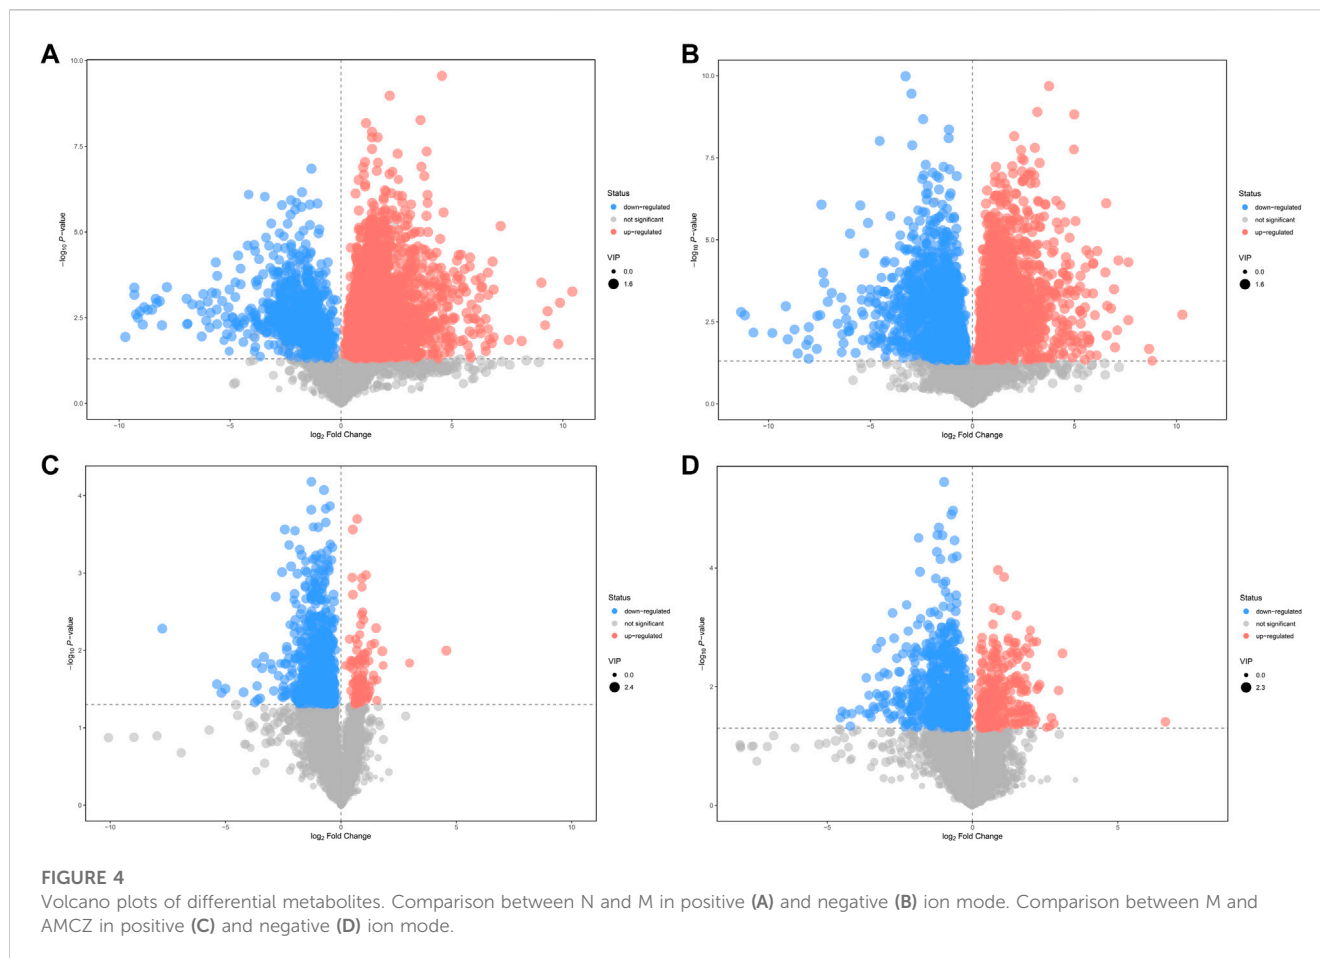 A
10.0
7.5
5.0
2.5
0.0
−log10 P-value
−10
−5
0
5
10
log2 Fold Change
Status
down-regulated
not significant
up-regulated
VIP
0.0
1.6
B
10.0
7.5
5.0
2.5
0.0
−log10 P-value
−10
−5
0
5
10
log2 Fold Change
Status
down-regulated
not significant
up-regulated
VIP
0.0
1.6
C
4
3
2
1
0
−log10 P-value
−10
−5
0
5
10
log2 Fold Change
Status
down-regulated
not significant
up-regulated
VIP
0.0
2.4
D
4
2
0
−log10 P-value
−5
0
5
log2 Fold Change
Status
down-regulated
not significant
up-regulated
VIP
0.0
2.3
FIGURE 4
Volcano plots of differential metabolites. Comparison between N and M in positive (A) and negative (B) ion mode. Comparison between M and
AMCZ in positive (C) and negative (D) ion mode.